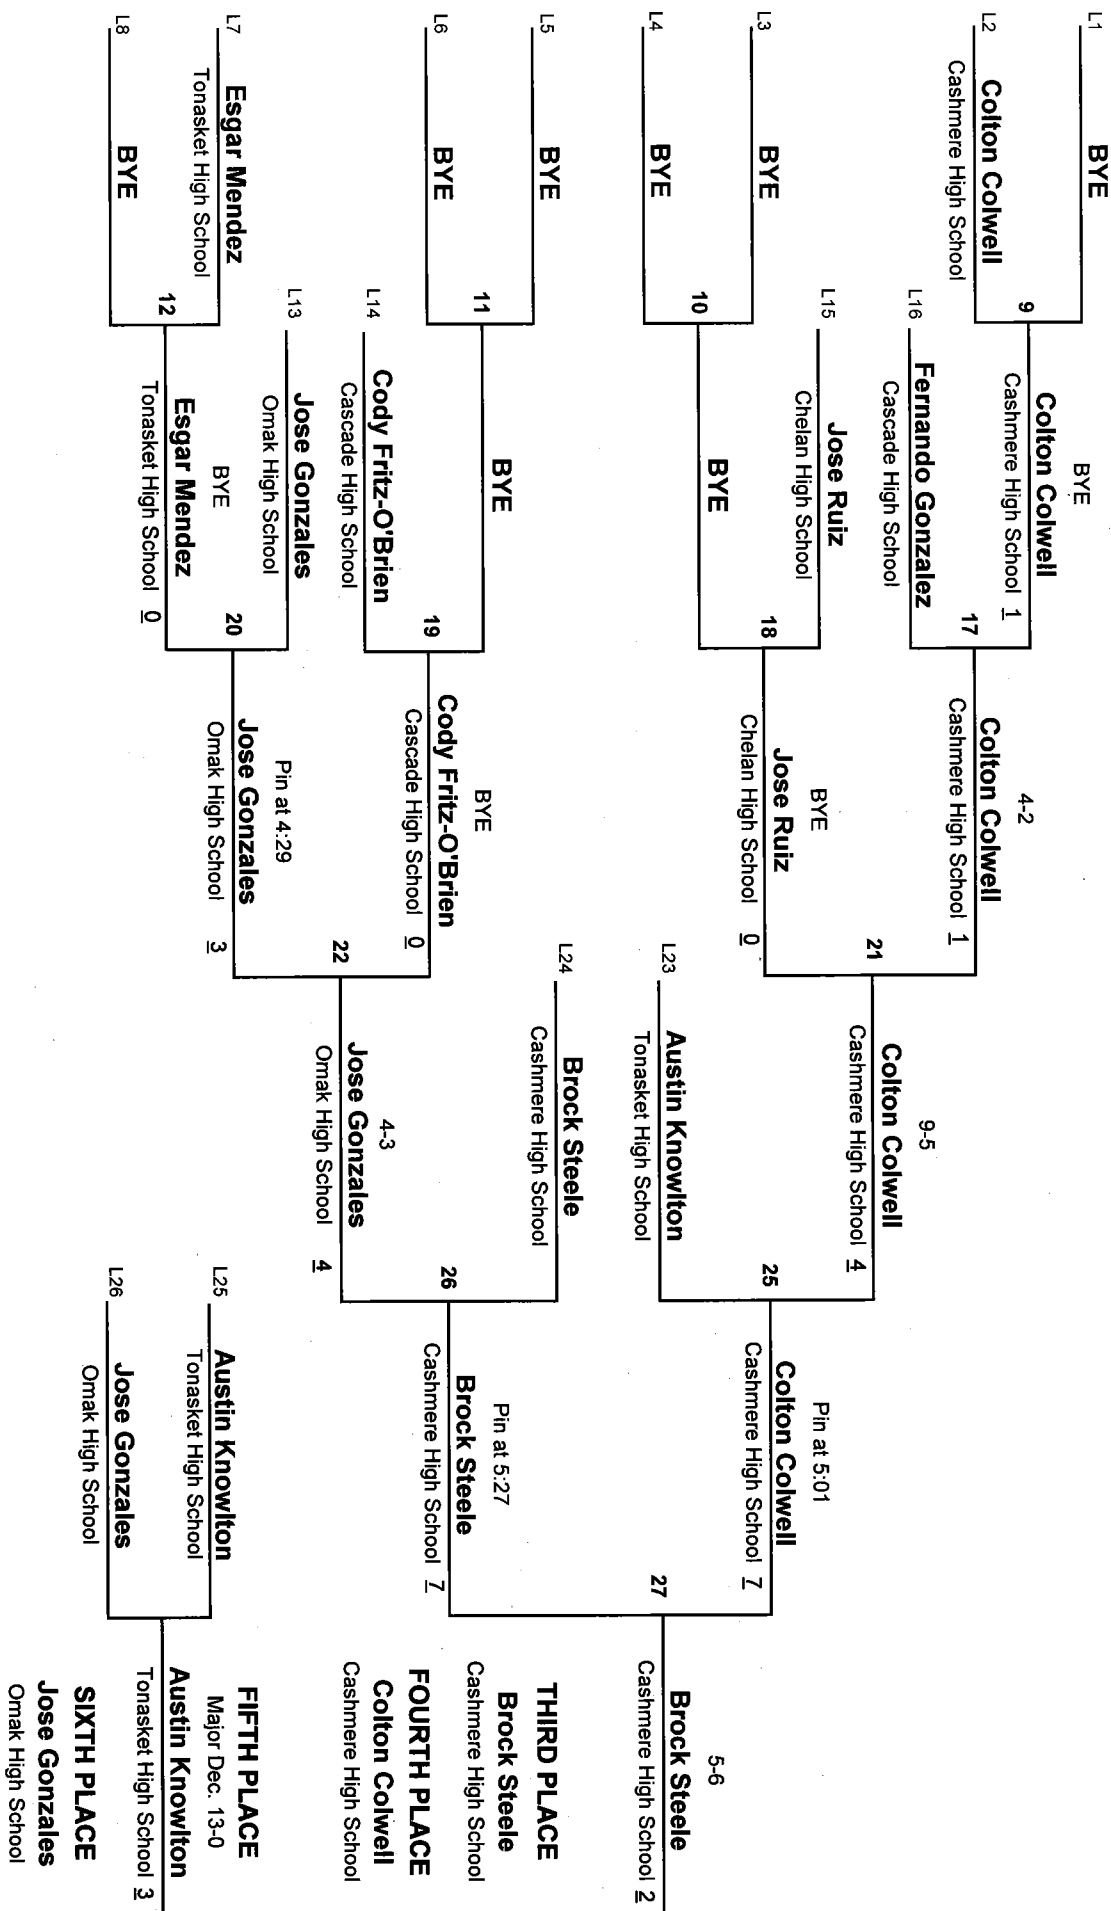 L1
BYE
L2
Colton Colwell
Cashmere High School
9
BYE
Colton Colwell
Cashmere High School 1
L16
Fernando Gonzalez
Cascade High School
17
4-2
Colton Colwell
Cashmere High School 1
L3
BYE
L4
BYE
10
L15
Jose Ruiz
Chelan High School
BYE
18
BYE
Jose Ruiz
Chelan High School 0
21
9-5
Colton Colwell
Cashmere High School 4
L23
Austin Knowlton
Tonasket High School
25
Pin at 5:01
Colton Colwell
Cashmere High School 7
L5
BYE
L6
BYE
11
BYE
L14
Cody Fritz-O'Brien
Cascade High School
19
BYE
Cody Fritz-O'Brien
Cascade High School 0
L7
Esgar Mendez
Tonasket High School
L8
BYE
12
L13
Jose Gonzales
Omak High School
BYE
Esgar Mendez
Tonasket High School 0
20
Pin at 4:29
Jose Gonzales
Omak High School 3
22
L24
Brock Steele
Cashmere High School
4-3
Jose Gonzales
Omak High School 4
26
Pin at 5:27
Brock Steele
Cashmere High School 7
27
5-6
Brock Steele
Cashmere High School 2
THIRD PLACE
Brock Steele
Cashmere High School
FOURTH PLACE
Colton Colwell
Cashmere High School
L25
Austin Knowlton
Tonasket High School
L26
Jose Gonzales
Omak High School
FIFTH PLACE
Major Dec. 13-0
Austin Knowlton
Tonasket High School 3
SIXTH PLACE
Jose Gonzales
Omak High School